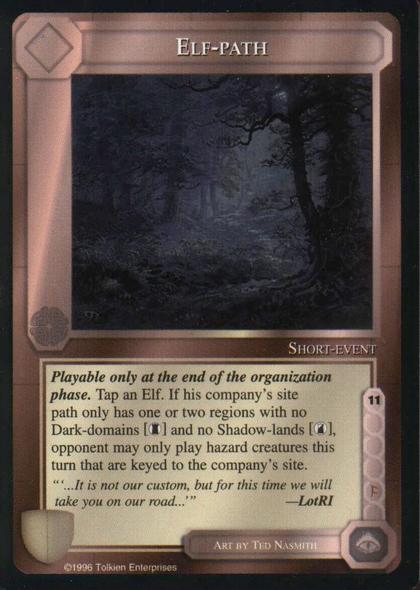 ELF-PATH
SHORT-EVENT
Playable only at the end of the organization
phase. Tap an Elf. If his company's site
path only has one or two regions with no
Dark-domains [ ] and no Shadow-lands [ ],
opponent may only play hazard creatures this
turn that are keyed to the company's site.
"'...It is not our custom, but for this time we will
take you on our road...'" —LotRI
11
F
ART BY TED NASMITH
©1996 Tolkien Enterprises